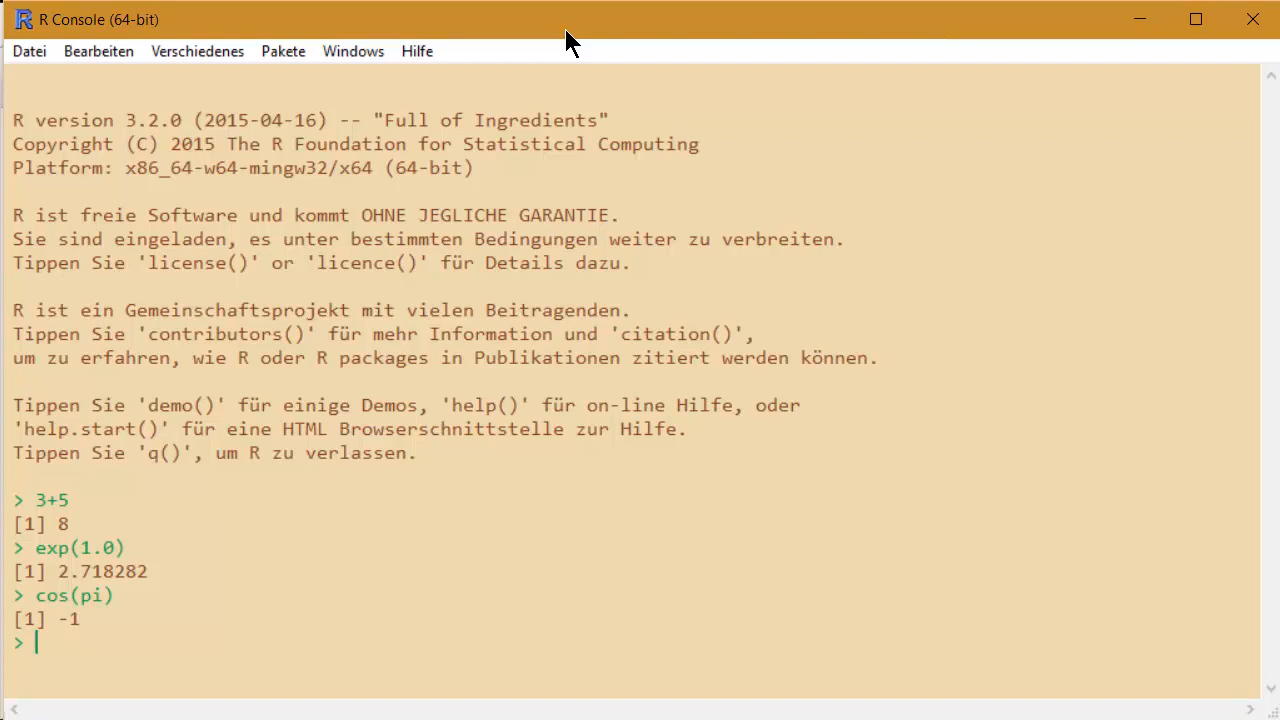 R Console (64-bit)
Datei Bearbeiten Verschiedenes Pakete Windows Hilfe
R version 3.2.0 (2015-04-16) -- "Full of Ingredients"
Copyright (C) 2015 The R Foundation for Statistical Computing
Platform: x86_64-w64-mingw32/x64 (64-bit)
R ist freie Software und kommt OHNE JEGLICHE GARANTIE.
Sie sind eingeladen, es unter bestimmten Bedingungen weiter zu verbreiten.
Tippen Sie 'license()' or 'licence()' für Details dazu.
R ist ein Gemeinschaftsprojekt mit vielen Beitragenden.
Tippen Sie 'contributors()' für mehr Information und 'citation()',
um zu erfahren, wie R oder R packages in Publikationen zitiert werden können.
Tippen Sie 'demo()' für einige Demos, 'help()' für on-line Hilfe, oder
'help.start()' für eine HTML Browserschnittstelle zur Hilfe.
Tippen Sie 'q()', um R zu verlassen.
> 3+5
[1] 8
> exp(1.0)
[1] 2.718282
> cos(pi)
[1] -1
>